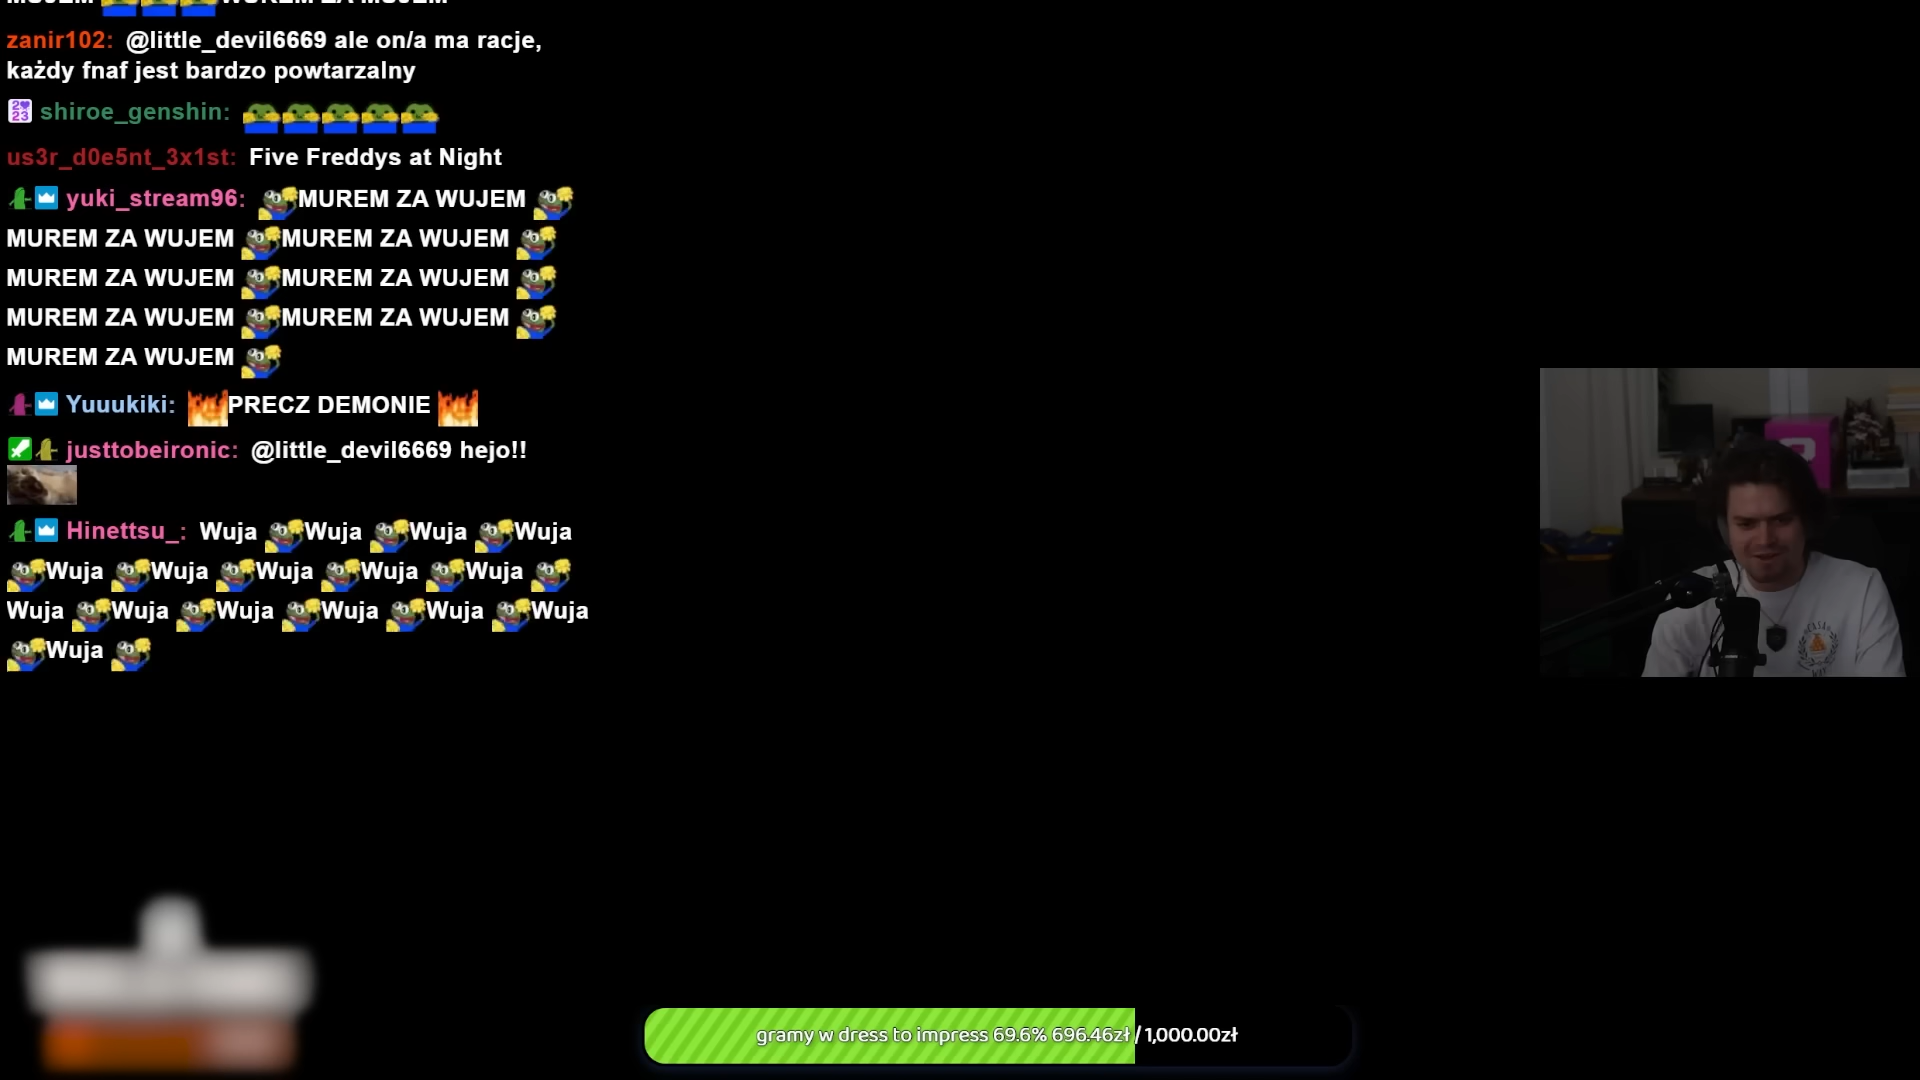 zanir102: @little_devil6669 ale on/a ma racje,
każdy fnaf jest bardzo powtarzalny
shiroe_genshin:
us3r_d0e5nt_3x1st: Five Freddys at Night
yuki_stream96: MUREM ZA WUJEM
MUREM ZA WUJEM MUREM ZA WUJEM
MUREM ZA WUJEM MUREM ZA WUJEM
MUREM ZA WUJEM MUREM ZA WUJEM
MUREM ZA WUJEM
Yuuukiki: PRECZ DEMONIE
justtobeironic: @little_devil6669 hejo!!
Hinettsu_: Wuja Wuja Wuja Wuja
Wuja Wuja Wuja Wuja Wuja
Wuja Wuja Wuja Wuja Wuja Wuja
Wuja
gramy w dress to impress 69.6% 696.46zł / 1,000.00zł